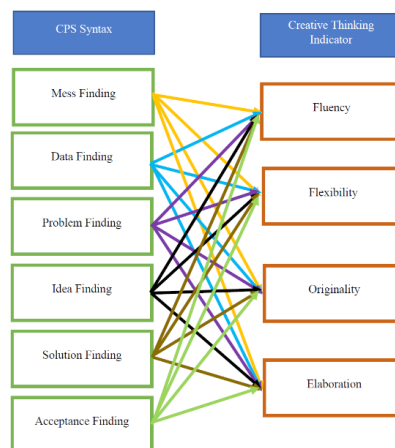 CPS Syntax
Creative Thinking
Indicator
Mess Finding
Fluency
Data Finding
Flexibility
Problem Finding
Idea Finding
Originality
Solution Finding
Elaboration
Acceptance Finding